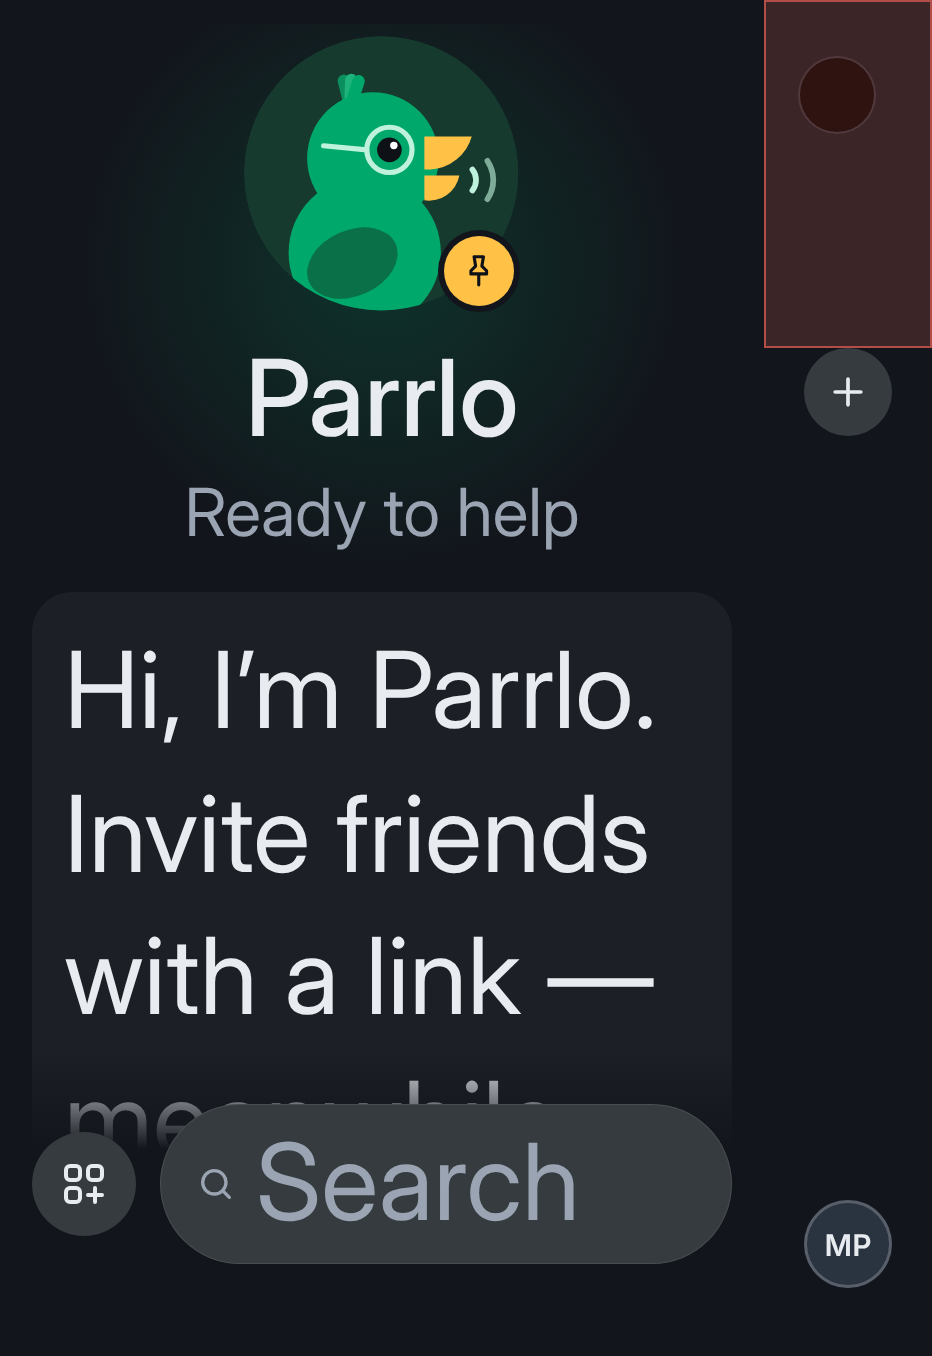 Parrlo
Ready to help
Hi, I’m Parrlo.
Invite friends
with a link —
Search
MP